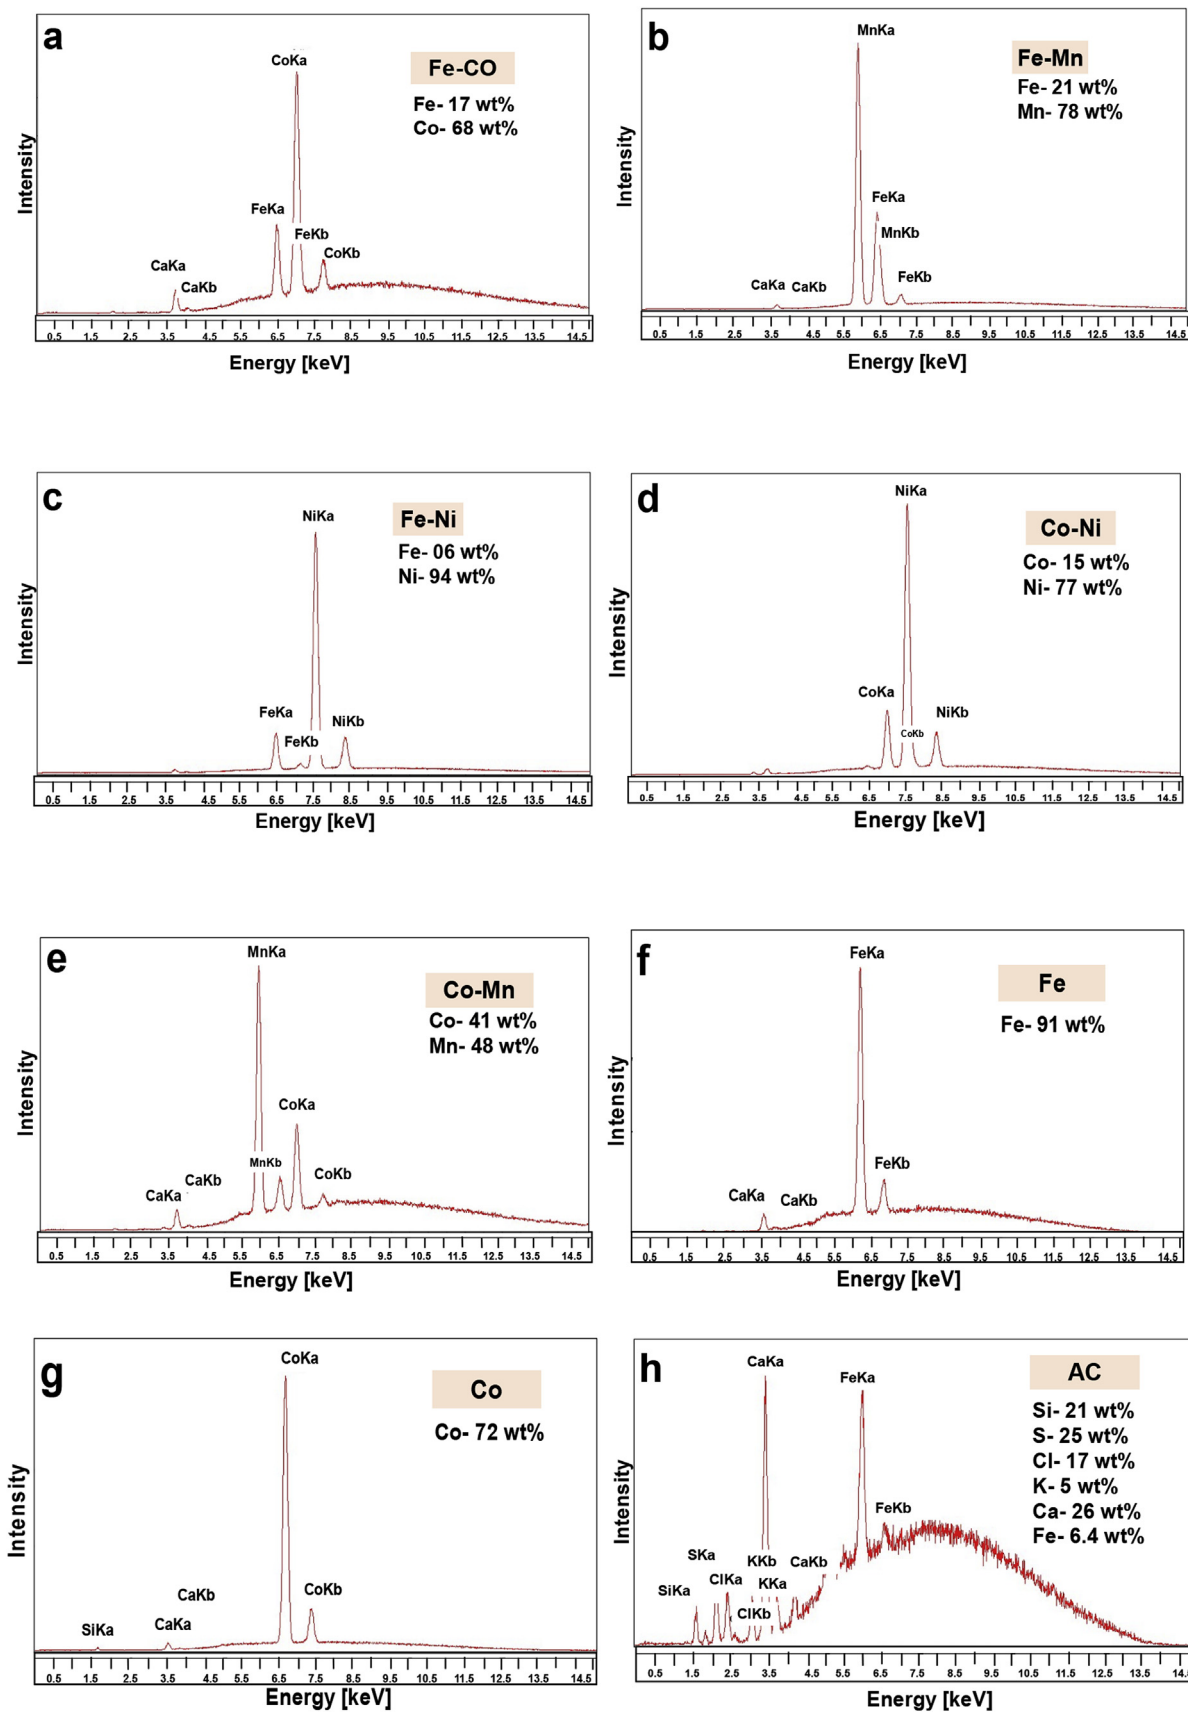 a
CoKa
Fe-CO
Fe- 17 wt%
Co- 68 wt%
FeKa
FeKb
CoKb
CaKa
CaKb
Intensity
0.5 1.5 2.5 3.5 4.5 5.5 6.5 7.5 8.5 9.5 10.5 11.5 12.5 13.5 14.5
Energy [keV]
b
MnKa
Fe-Mn
Fe- 21 wt%
Mn- 78 wt%
FeKa
MnKb
FeKb
CaKa CaKb
Intensity
0.5 1.5 2.5 3.5 4.5 5.5 6.5 7.5 8.5 9.5 10.5 11.5 12.5 13.5 14.5
Energy [keV]
c
NiKa
Fe-Ni
Fe- 06 wt%
Ni- 94 wt%
FeKa
FeKb
NiKb
Intensity
0.5 1.5 2.5 3.5 4.5 5.5 6.5 7.5 8.5 9.5 10.5 11.5 12.5 13.5 14.5
Energy [keV]
d
NiKa
Co-Ni
Co- 15 wt%
Ni- 77 wt%
CoKa
CoKb
NiKb
Intensity
0.5 1.5 2.5 3.5 4.5 5.5 6.5 7.5 8.5 9.5 10.5 11.5 12.5 13.5 14.5
Energy [keV]
e
MnKa
Co-Mn
Co- 41 wt%
Mn- 48 wt%
CoKa
MnKb
CoKb
CaKb
CaKa
Intensity
0.5 1.5 2.5 3.5 4.5 5.5 6.5 7.5 8.5 9.5 10.5 11.5 12.5 13.5 14.5
Energy [keV]
f
FeKa
Fe
Fe- 91 wt%
FeKb
CaKa
CaKb
Intensity
0.5 1.5 2.5 3.5 4.5 5.5 6.5 7.5 8.5 9.5 10.5 11.5 12.5 13.5 14.5
Energy [keV]
g
CoKa
Co
Co- 72 wt%
CoKb
CaKb
CaKa
SiKa
Intensity
0.5 1.5 2.5 3.5 4.5 5.5 6.5 7.5 8.5 9.5 10.5 11.5 12.5 13.5 14.5
Energy [keV]
h
CaKa
FeKa
AC
Si- 21 wt%
S- 25 wt%
Cl- 17 wt%
K- 5 wt%
Ca- 26 wt%
Fe- 6.4 wt%
FeKb
SKa
KKb
CaKb
SiKa
ClKa
KKa
ClKb
Intensity
0.5 1.5 2.5 3.5 4.5 5.5 6.5 7.5 8.5 9.5 10.5 11.5 12.5 13.5 14.5
Energy [keV]